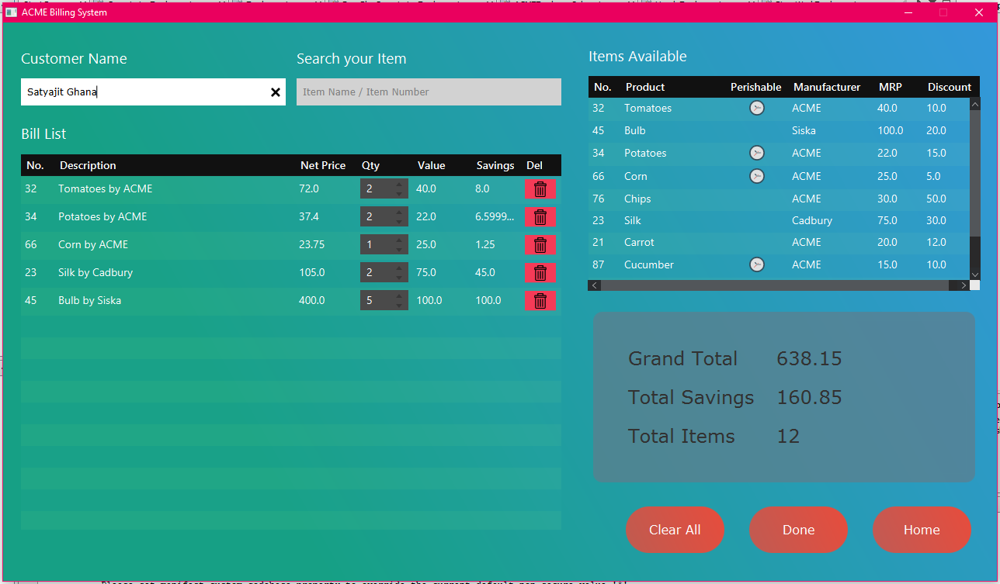 ACME Billing System
Customer Name
Satyajit Ghana
Search your Item
Item Name / Item Number
Bill List
No. Description Net Price Qty Value Savings Del
32 Tomatoes by ACME 72.0 2 40.0 8.0
34 Potatoes by ACME 37.4 2 22.0 6.5999...
66 Corn by ACME 23.75 1 25.0 1.25
23 Silk by Cadbury 105.0 2 75.0 45.0
45 Bulb by Siska 400.0 5 100.0 100.0
Items Available
No. Product Perishable Manufacturer MRP Discount
32 Tomatoes ACME 40.0 10.0
45 Bulb Siska 100.0 20.0
34 Potatoes ACME 22.0 15.0
66 Corn ACME 25.0 5.0
76 Chips ACME 30.0 50.0
23 Silk Cadbury 75.0 30.0
21 Carrot ACME 20.0 12.0
87 Cucumber ACME 15.0 10.0
Grand Total 638.15
Total Savings 160.85
Total Items 12
Clear All Done Home